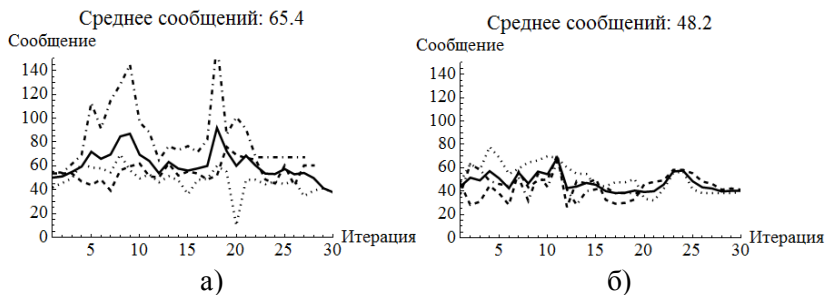 Среднее сообщений: 65.4
Сообщение
140
120
100
80
60
40
20
0
5 10 15 20 25 30
Итерация
а)
Среднее сообщений: 48.2
Сообщение
140
120
100
80
60
40
20
0
5 10 15 20 25 30
Итерация
б)